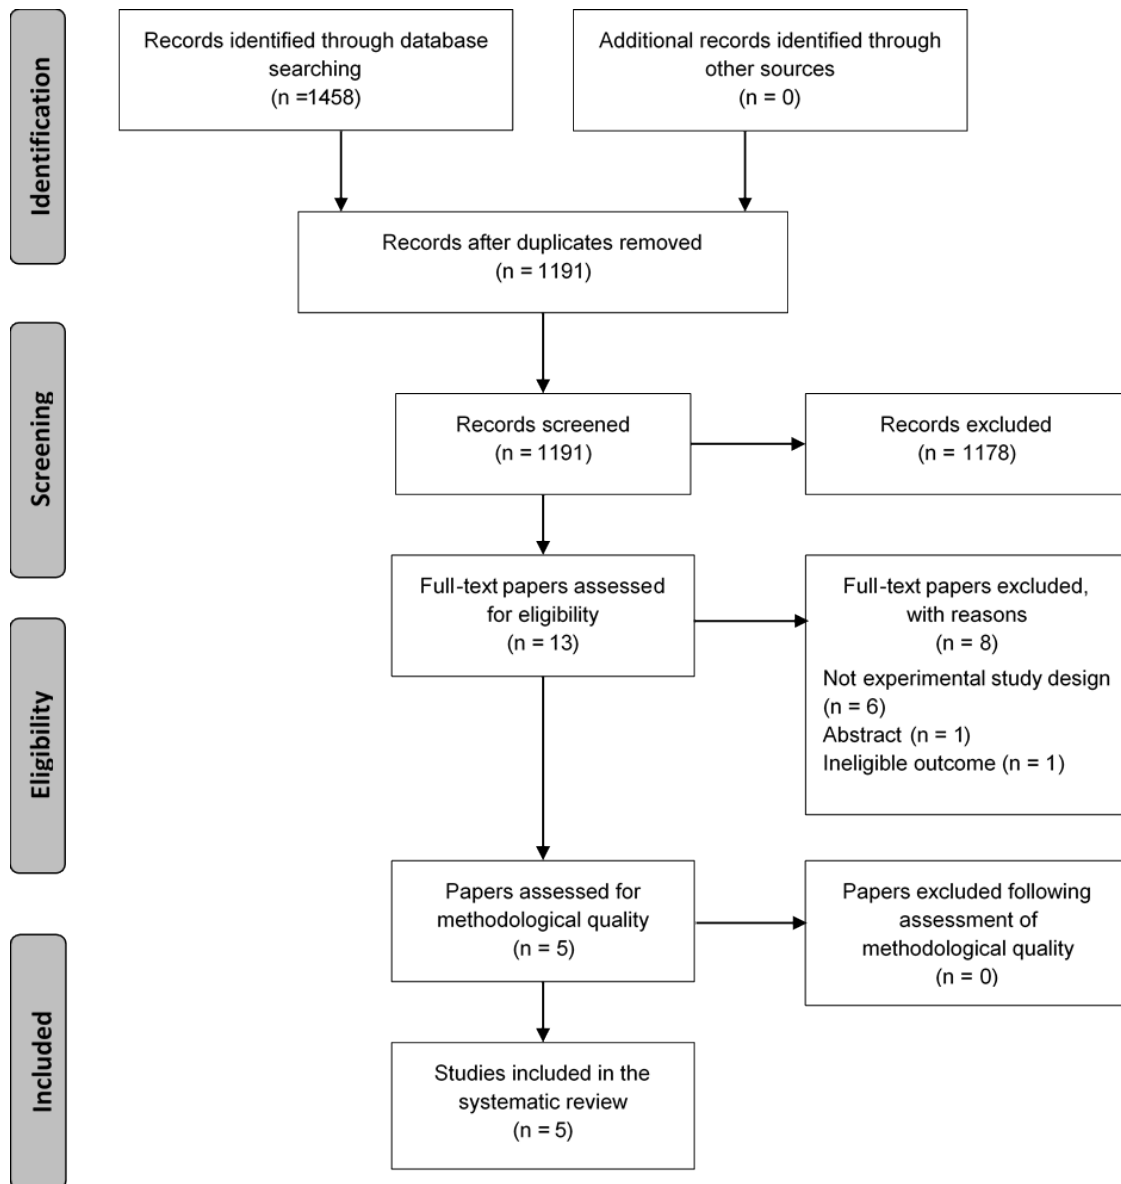 Identification
Records identified through database
searching
(n =1458)
Additional records identified through
other sources
(n = 0)
Records after duplicates removed
(n = 1191)
Screening
Records screened
(n = 1191)
Records excluded
(n = 1178)
Eligibility
Full-text papers assessed
for eligibility
(n = 13)
Full-text papers excluded,
with reasons
(n = 8)
Not experimental study design
(n = 6)
Abstract (n = 1)
Ineligible outcome (n = 1)
Papers assessed for
methodological quality
(n = 5)
Papers excluded following
assessment of
methodological quality
(n = 0)
Included
Studies included in the
systematic review
(n = 5)